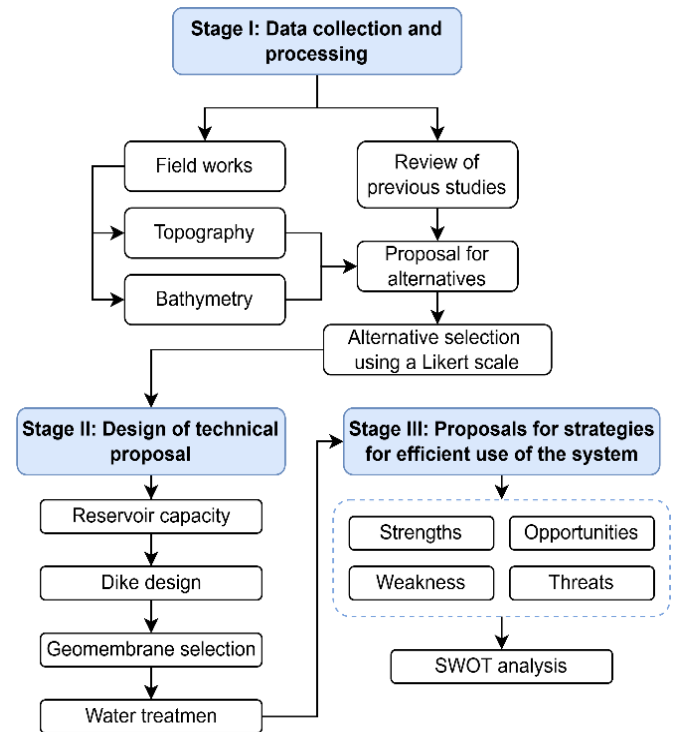 Stage I: Data collection and
processing
Field works
Review of
previous studies
Topography
Proposal for
alternatives
Bathymetry
Alternative selection
using a Likert scale
Stage II: Design of technical
proposal
Reservoir capacity
Dike design
Geomembrane selection
Water treatmen
Stage III: Proposals for strategies
for efficient use of the system
Strengths
Opportunities
Weakness
Threats
SWOT analysis